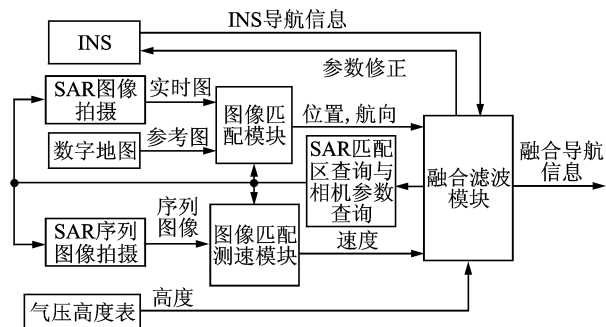 INS导航信息
INS
参数修正
SAR图像
拍摄
实时图
图像匹
配模块
位置,航向
数字地图
参考图
SAR匹配
区查询与
相机参数
查询
融合滤波
模块
融合导航
信息
序列
图像
SAR序列
图像拍摄
图像匹配
测速模块
速度
气压高度表
高度